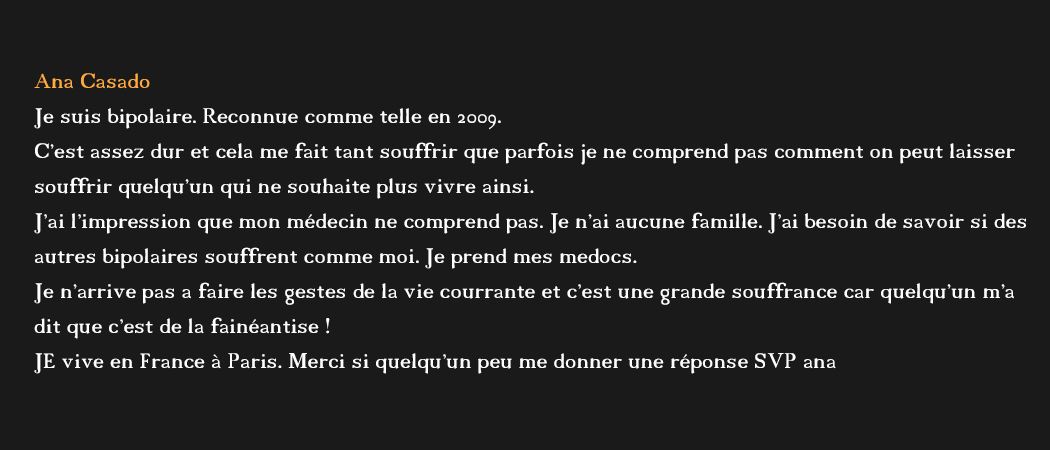 Ana Casado
Je suis bipolaire. Reconnue comme telle en 2009.
C'est assez dur et cela me fait tant souffrir que parfois je ne comprend pas comment on peut laisser
souffrir quelqu'un qui ne souhaite plus vivre ainsi.
J'ai l'impression que mon médecin ne comprend pas. Je n'ai aucune famille. J'ai besoin de savoir si des
autres bipolaires souffrent comme moi. Je prend mes medocs.
Je n'arrive pas a faire les gestes de la vie courrante et c'est une grande souffrance car quelqu'un m'a
dit que c'est de la fainéantise !
JE vive en France à Paris. Merci si quelqu'un peu me donner une réponse SVP ana